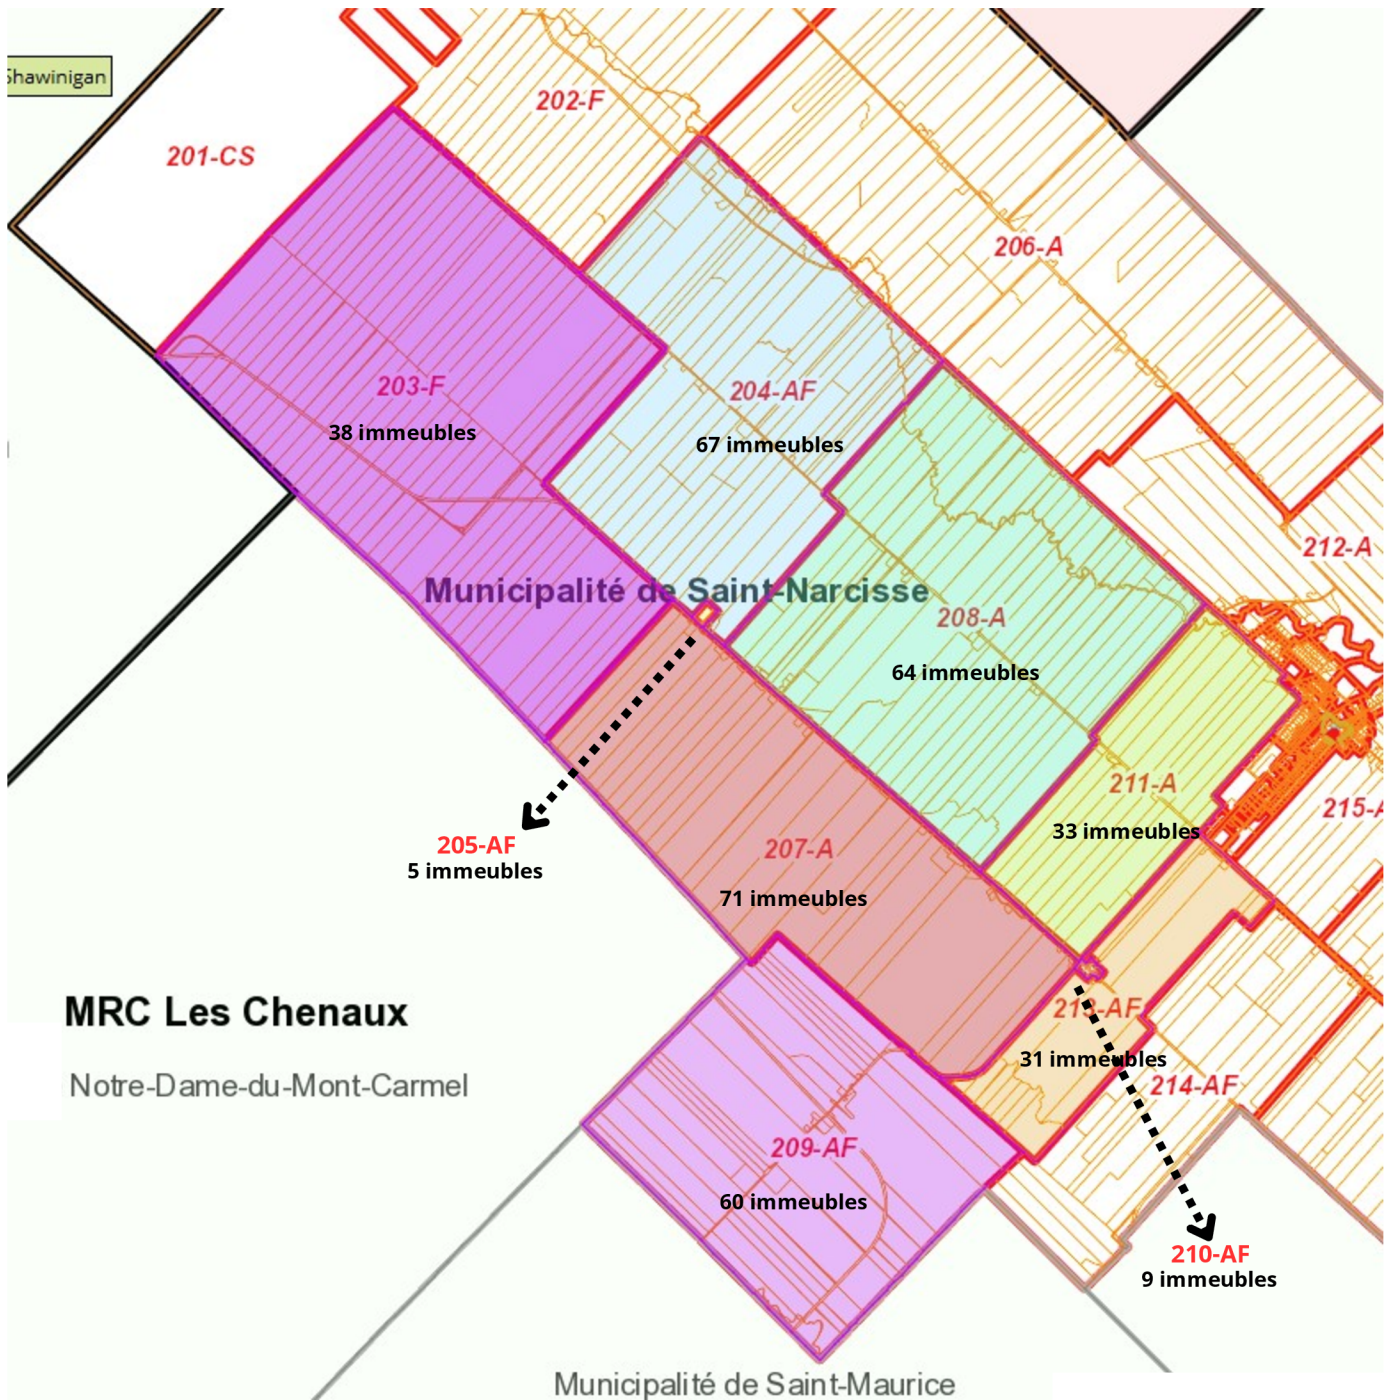 Shawinigan
202-F
201-CS
206-A
203-F
38 immeubles
204-AF
67 immeubles
212-A
Municipalité de Saint-Narcisse
208-A
64 immeubles
211-A
33 immeubles
215-A
205-AF
5 immeubles
207-A
71 immeubles
MRC Les Chenaux
213-AF
31 immeubles
Notre-Dame-du-Mont-Carmel
214-AF
209-AF
60 immeubles
210-AF
9 immeubles
Municipalité de Saint-Maurice